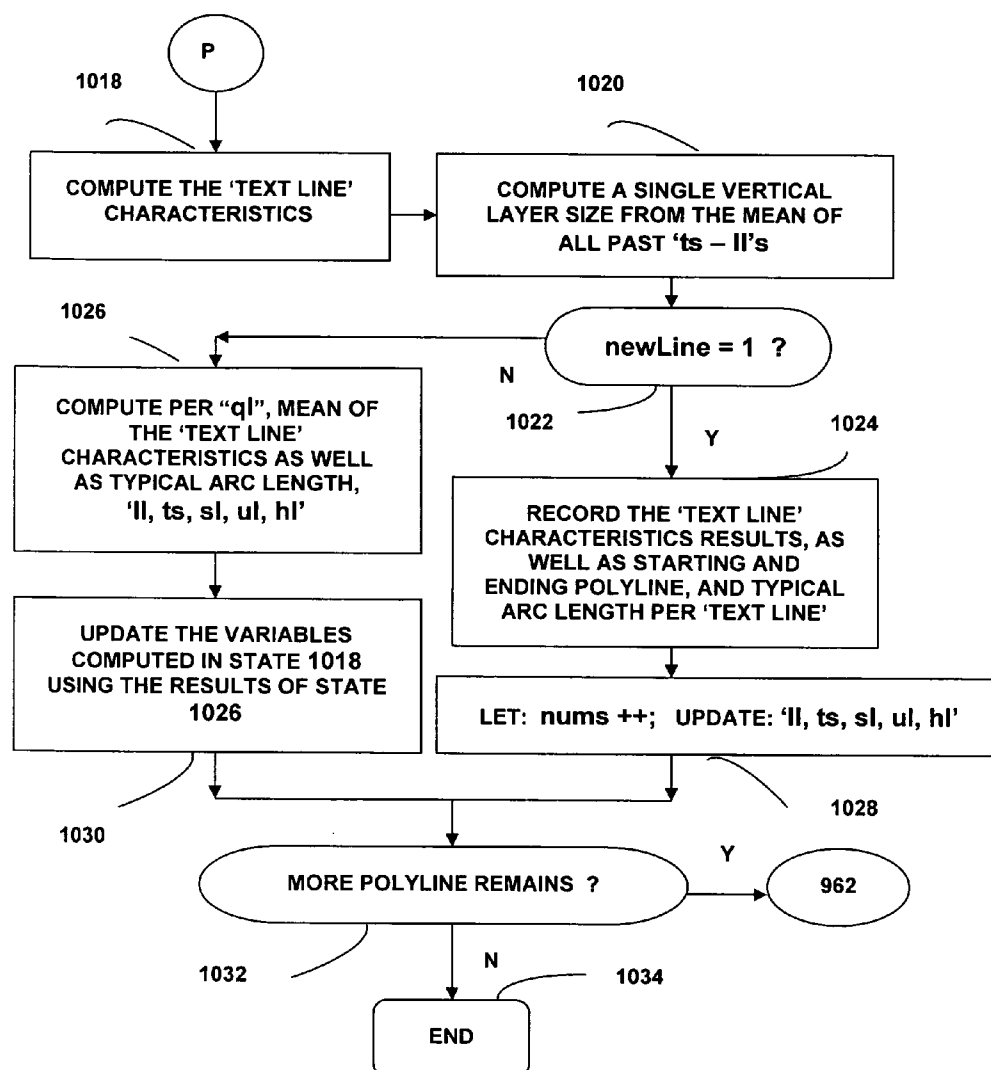 P
1018
1020
COMPUTE THE ‘TEXT LINE’
CHARACTERISTICS
COMPUTE A SINGLE VERTICAL
LAYER SIZE FROM THE MEAN OF
ALL PAST ‘ts – ll’s
1026
newLine = 1 ?
N
1022
Y
1024
COMPUTE PER “ql”, MEAN OF
THE ‘TEXT LINE’
CHARACTERISTICS AS WELL
AS TYPICAL ARC LENGTH,
‘ll, ts, sl, ul, hl’
RECORD THE ‘TEXT LINE’
CHARACTERISTICS RESULTS, AS
WELL AS STARTING AND
ENDING POLYLINE, AND TYPICAL
ARC LENGTH PER ‘TEXT LINE’
UPDATE THE VARIABLES
COMPUTED IN STATE 1018
USING THE RESULTS OF STATE
1026
LET: nums ++; UPDATE: ‘ll, ts, sl, ul, hl’
1028
1030
MORE POLYLINE REMAINS ?
Y
962
1032
N
1034
END